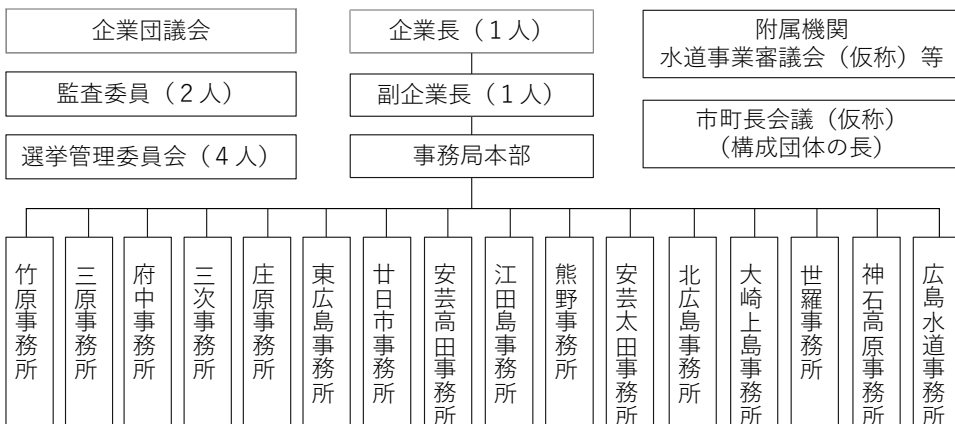 企業団議会
監査委員（２人）
選挙管理委員会（４人）
企業長（１人）
副企業長（１人）
事務局本部
附属機関
水道事業審議会（仮称）等
市町長会議（仮称）
（構成団体の長）
竹原事務所
三原事務所
府中事務所
三次事務所
庄原事務所
東広島事務所
廿日市事務所
安芸高田事務所
江田島事務所
熊野事務所
安芸太田事務所
北広島事務所
大崎上島事務所
世羅事務所
神石高原事務所
広島水道事務所